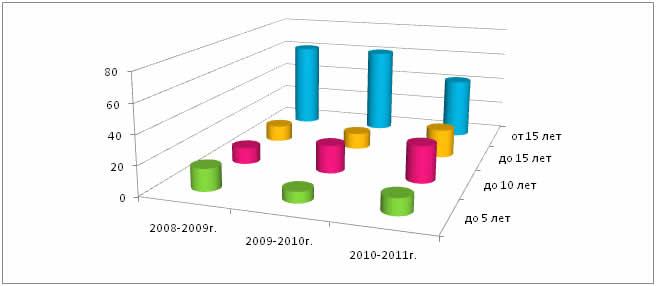 80
60
40
20
0
2008-2009г.
2009-2010г.
2010-2011г.
от 15 лет
до 15 лет
до 10 лет
до 5 лет